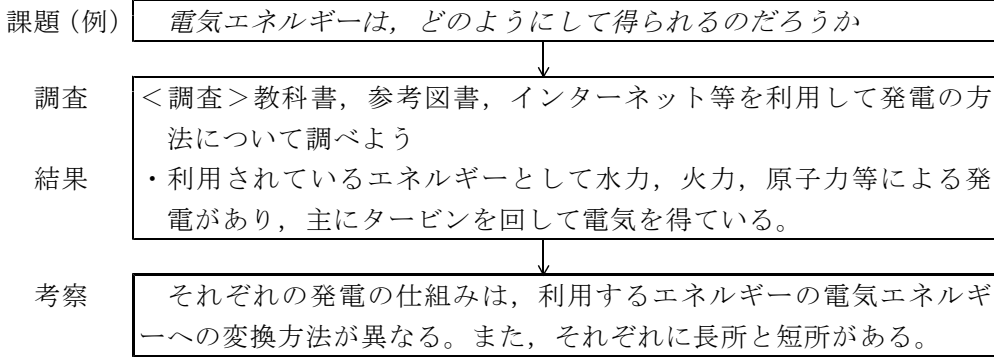 課題(例) 電気エネルギーは，どのようにして得られるのだろうか
調査 ＜調査＞教科書，参考図書，インターネット等を利用して発電の方
法について調べよう
結果 ・利用されているエネルギーとして水力，火力，原子力等による発
電があり，主にタービンを回して電気を得ている。
考察 それぞれの発電の仕組みは，利用するエネルギーの電気エネルギ
ーへの変換方法が異なる。また，それぞれに長所と短所がある。